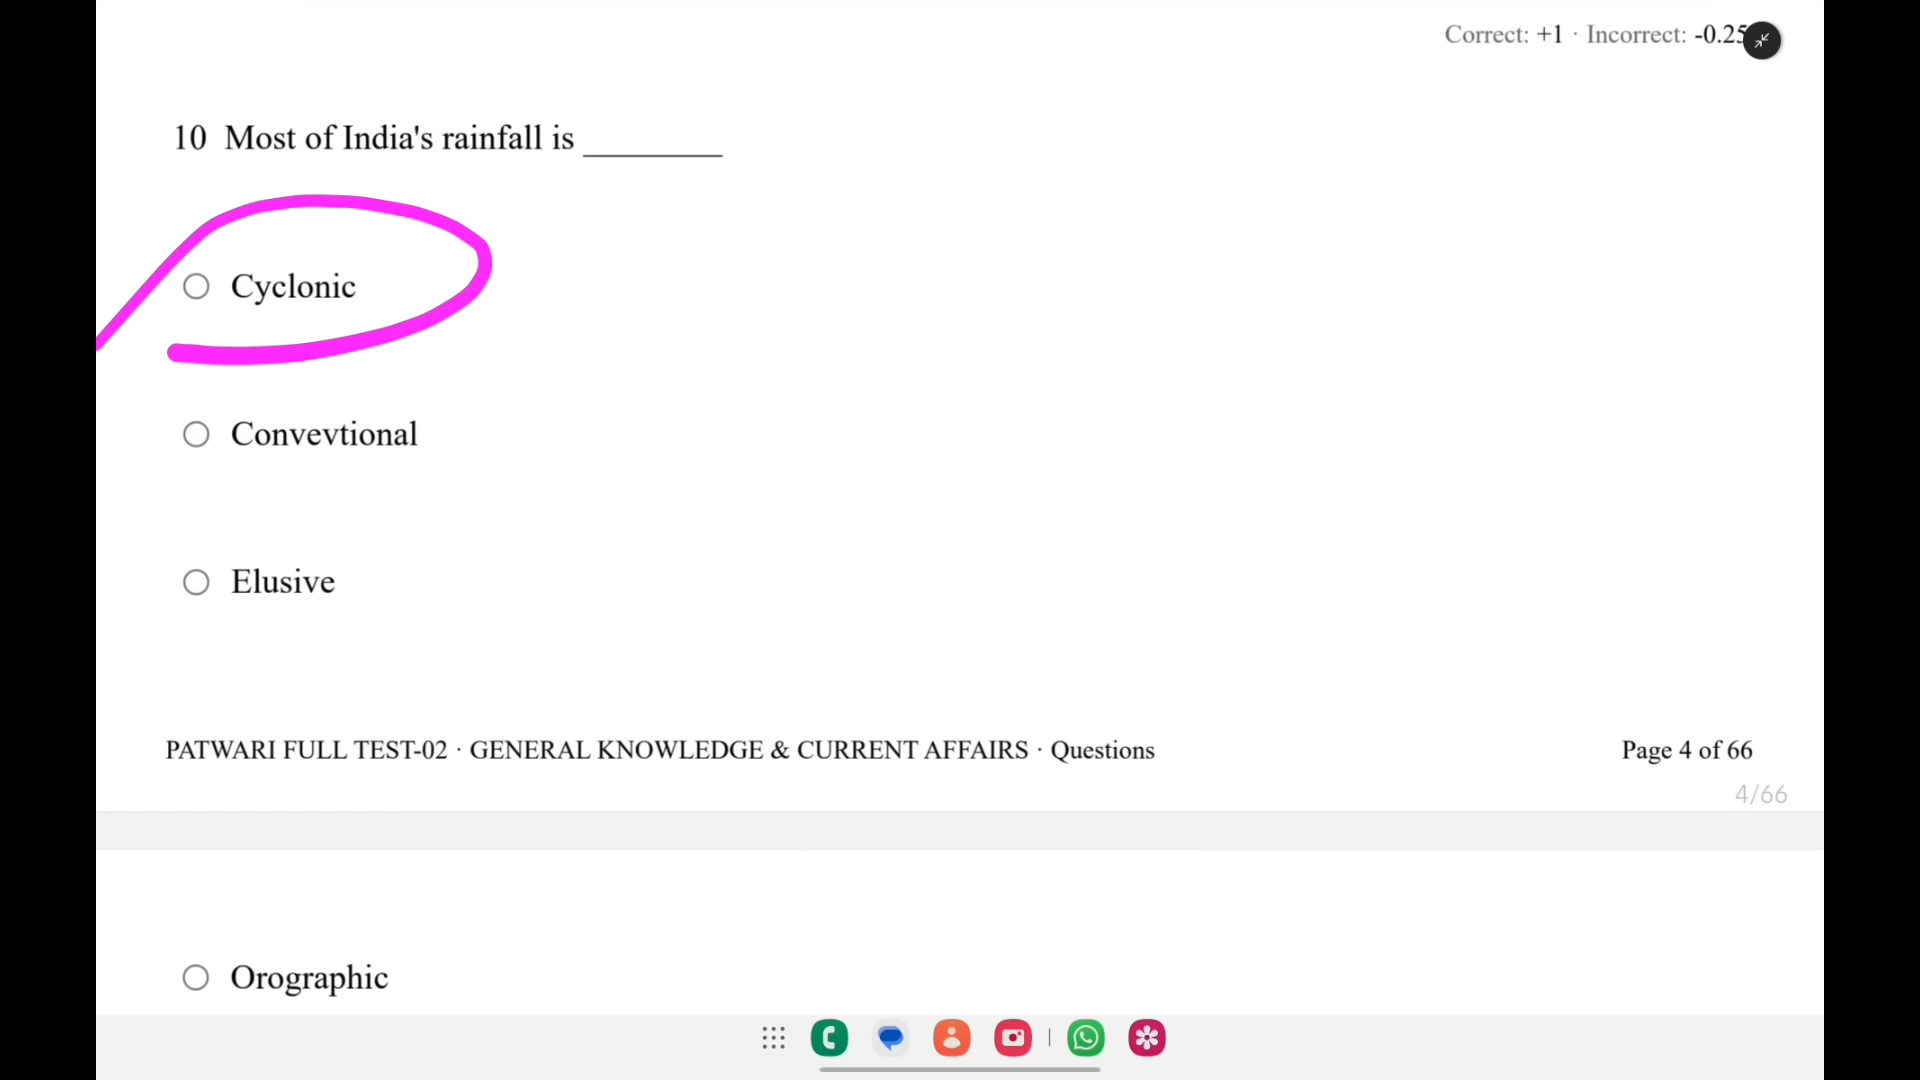 Correct: +1 · Incorrect: -0.25
10 Most of India's rainfall is ________
Cyclonic
Convevtional
Elusive
PATWARI FULL TEST-02 · GENERAL KNOWLEDGE & CURRENT AFFAIRS · Questions
Page 4 of 66
4/66
Orographic